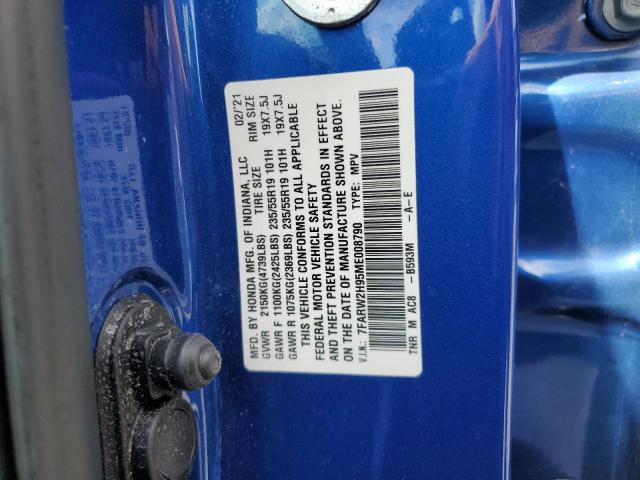 MFD. BY HONDA MFG. OF INDIANA, LLC 02/'21
GVWR 2150KG(4739LBS) TIRE SIZE RIM SIZE
GAWR F 1100KG(2425LBS) 235/55R19 101H 19X7.5J
GAWR R 1075KG(2369LBS) 235/55R19 101H 19X7.5J
THIS VEHICLE CONFORMS TO ALL APPLICABLE
FEDERAL MOTOR VEHICLE SAFETY
AND THEFT PREVENTION STANDARDS IN EFFECT
ON THE DATE OF MANUFACTURE SHOWN ABOVE.
V.I.N.: 7FARW2H95ME008790 TYPE: MPV
TNR M AC8 -B593M -A-E